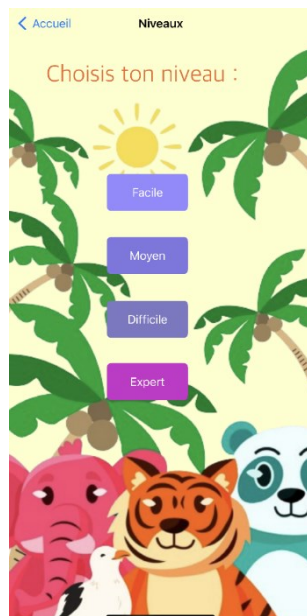 Accueil
Niveaux
Choisis ton niveau :
Facile
Moyen
Difficile
Expert